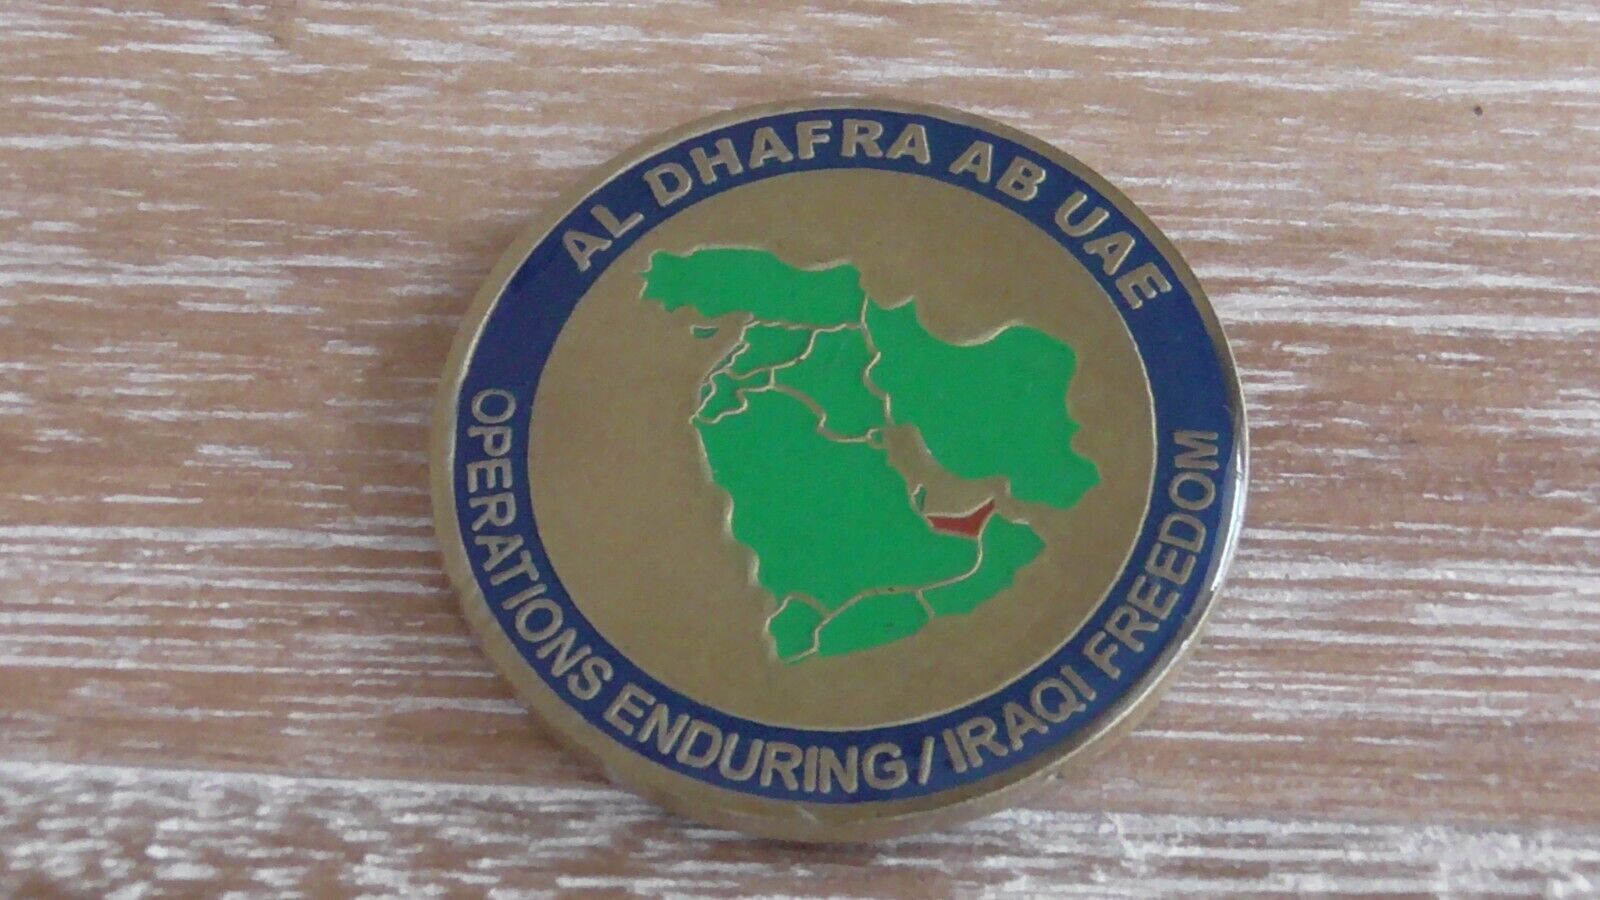 AL DHAFRA AB UAE
OPERATIONS ENDURING/IRAQI FREEDOM